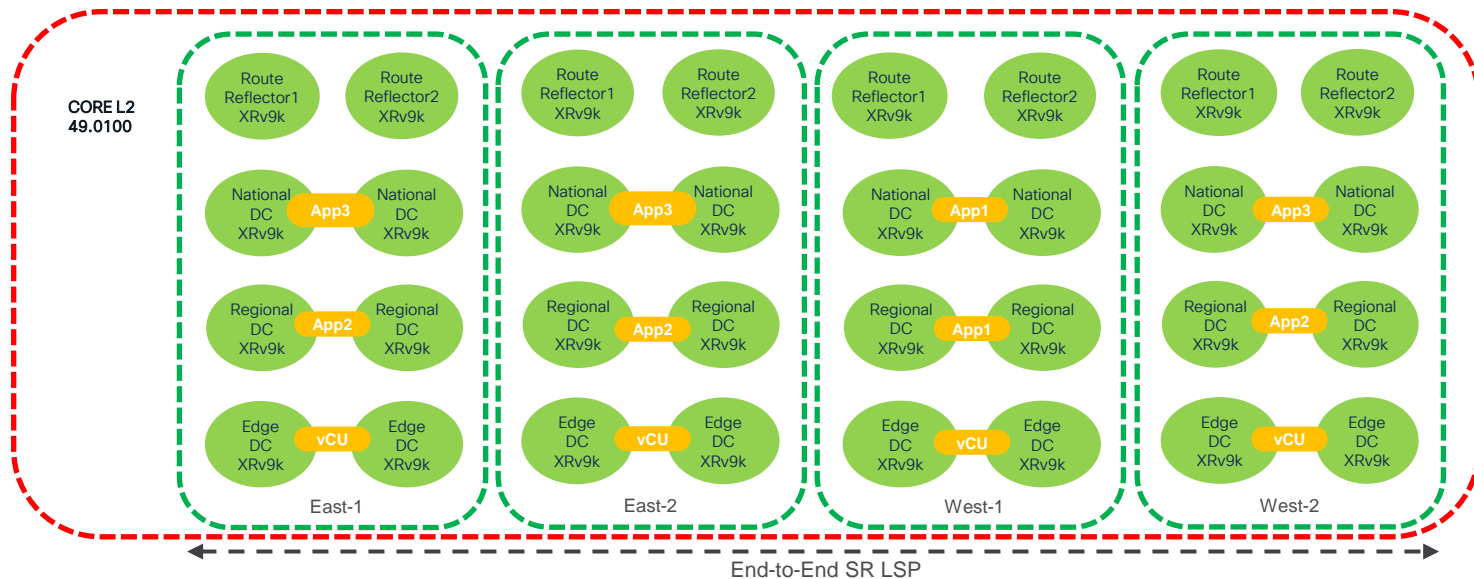 CORE L2
49.0100
Route
Reflector1
XRv9k
Route
Reflector2
XRv9k
National
DC
XRv9k
App3
National
DC
XRv9k
Regional
DC
XRv9k
App2
Regional
DC
XRv9k
Edge
DC
XRv9k
vCU
Edge
DC
XRv9k
East-1
Route
Reflector1
XRv9k
Route
Reflector2
XRv9k
National
DC
XRv9k
App3
National
DC
XRv9k
Regional
DC
XRv9k
App2
Regional
DC
XRv9k
Edge
DC
XRv9k
vCU
Edge
DC
XRv9k
East-2
Route
Reflector1
XRv9k
Route
Reflector2
XRv9k
National
DC
XRv9k
App1
National
DC
XRv9k
Regional
DC
XRv9k
App1
Regional
DC
XRv9k
Edge
DC
XRv9k
vCU
Edge
DC
XRv9k
West-1
Route
Reflector1
XRv9k
Route
Reflector2
XRv9k
National
DC
XRv9k
App3
National
DC
XRv9k
Regional
DC
XRv9k
App2
Regional
DC
XRv9k
Edge
DC
XRv9k
vCU
Edge
DC
XRv9k
West-2
End-to-End SR LSP